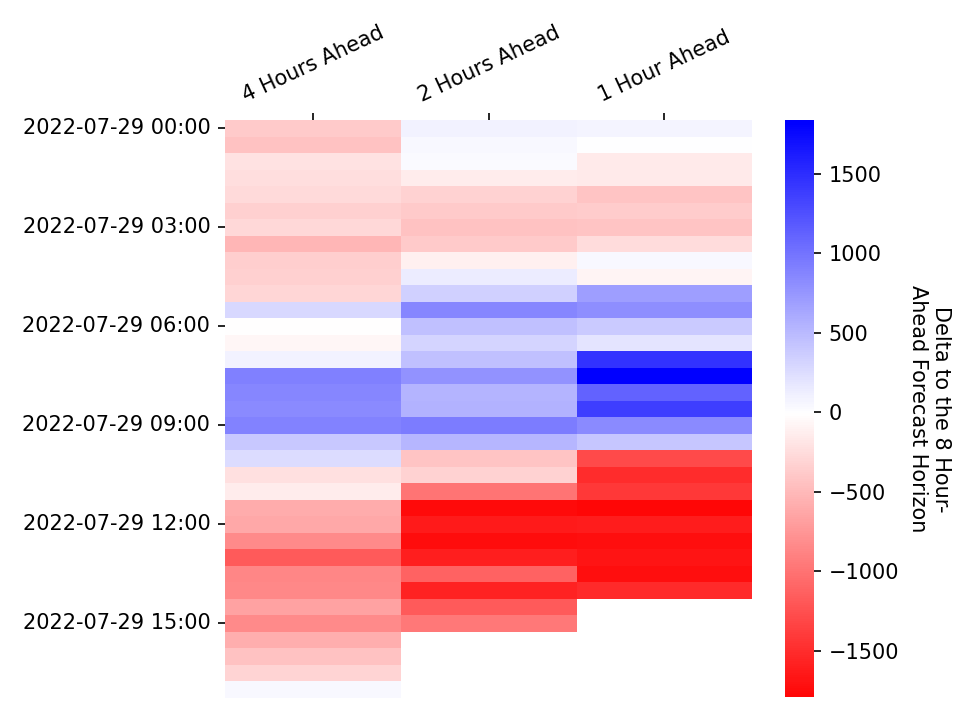 4 Hours Ahead
2 Hours Ahead
1 Hour Ahead
2022-07-29 00:00
2022-07-29 03:00
2022-07-29 06:00
2022-07-29 09:00
2022-07-29 12:00
2022-07-29 15:00
1500
1000
500
0
−500
−1000
−1500
Delta to the 8 Hour-
Ahead Forecast Horizon